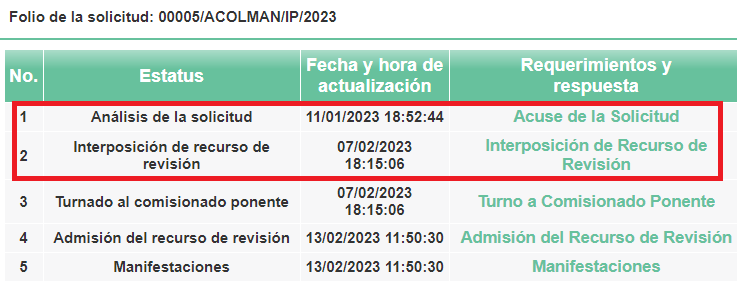 Folio de la solicitud: 00005/ACOLMAN/IP/2023
No. Estatus Fecha y hora de actualización Requerimientos y respuesta
1 Análisis de la solicitud 11/01/2023 18:52:44 Acuse de la Solicitud
2 Interposición de recurso de revisión 07/02/2023 18:15:06 Interposición de Recurso de Revisión
3 Turnado al comisionado ponente 07/02/2023 18:15:06 Turno a Comisionado Ponente
4 Admisión del recurso de revisión 13/02/2023 11:50:30 Admisión del Recurso de Revisión
5 Manifestaciones 13/02/2023 11:50:30 Manifestaciones